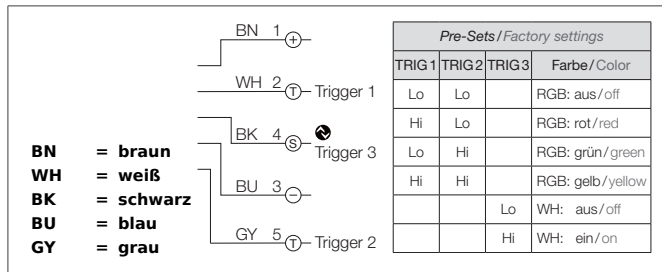 BN 1 +
WH 2 T Trigger 1
BK 4 S Trigger 3
BU 3 –
GY 5 T Trigger 2
BN = braun
WH = weiß
BK = schwarz
BU = blau
GY = grau
Pre-Sets/Factory settings
TRIG 1 TRIG 2 TRIG 3 Farbe/Color
Lo Lo RGB: aus/off
Hi Lo RGB: rot/red
Lo Hi RGB: grün/green
Hi Hi RGB: gelb/yellow
Lo WH: aus/off
Hi WH: ein/on